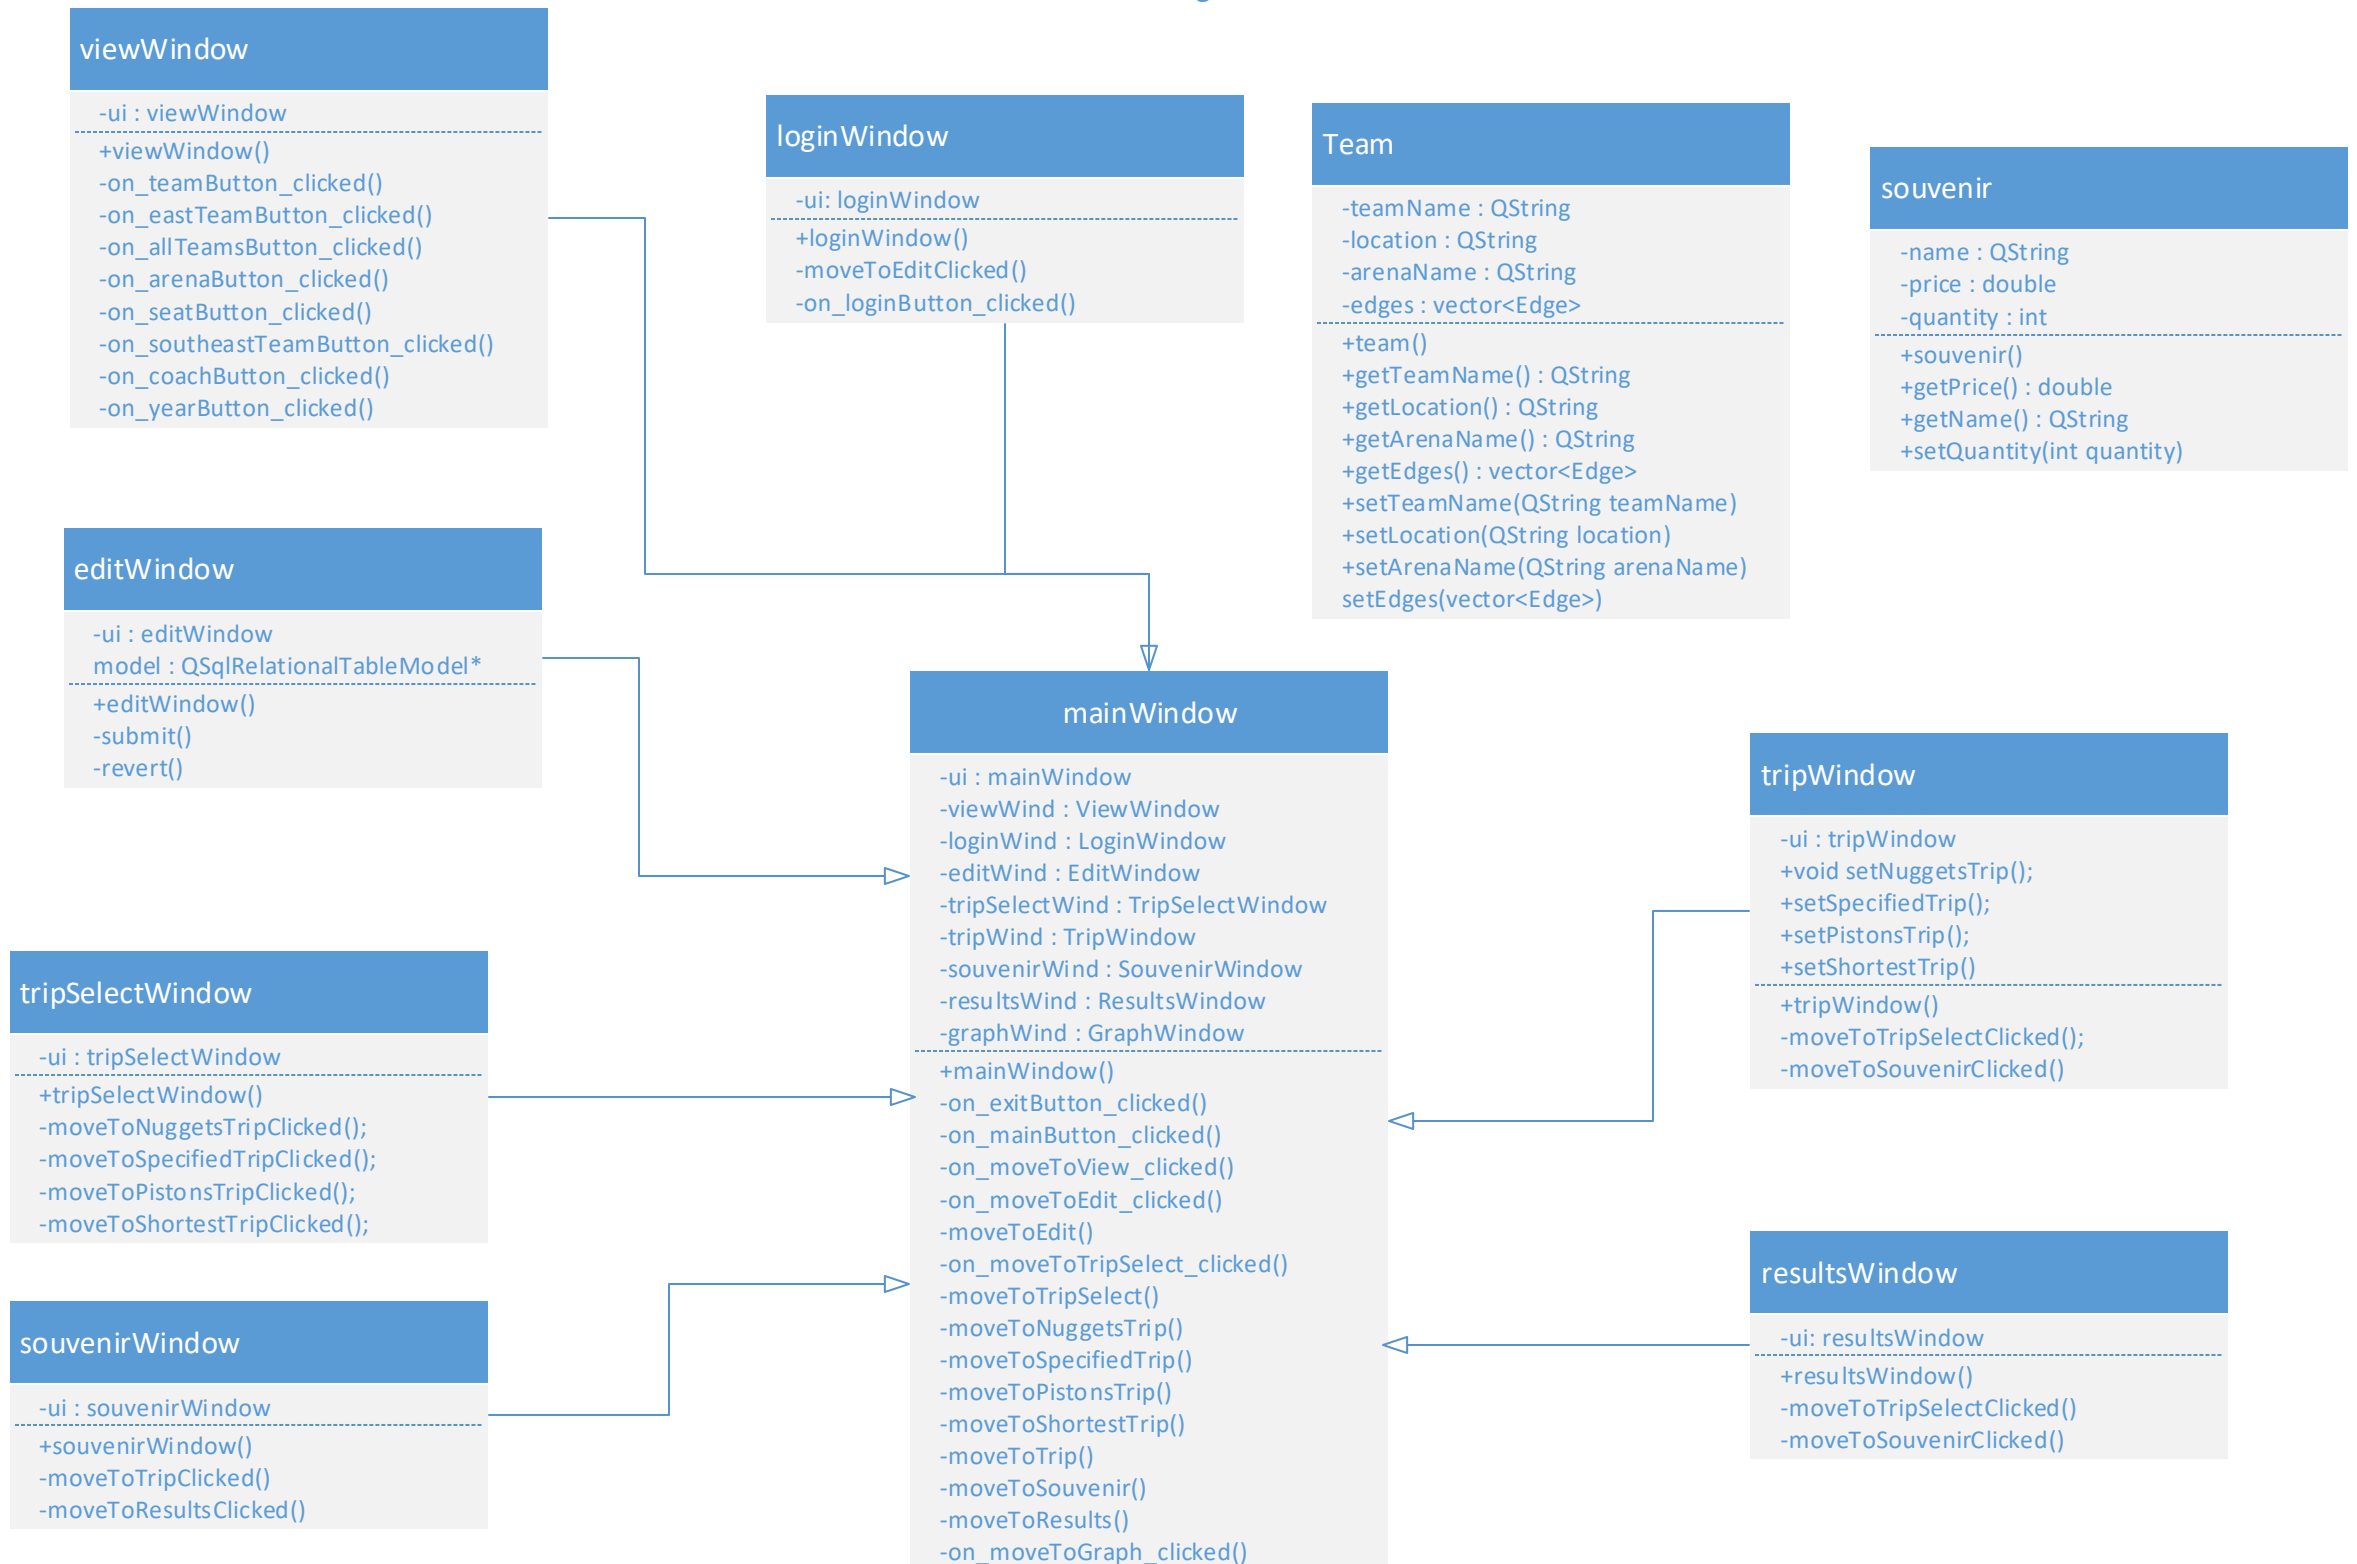 viewWindow
-ui : viewWindow
+viewWindow()
-on_teamButton_clicked()
-on_eastTeamButton_clicked()
-on_allTeamsButton_clicked()
-on_arenaButton_clicked()
-on_seatButton_clicked()
-on_southeastTeamButton_clicked()
-on_coachButton_clicked()
-on_yearButton_clicked()
loginWindow
-ui: loginWindow
+loginWindow()
-moveToEditClicked()
-on_loginButton_clicked()
Team
-teamName : QString
-location : QString
-arenaName : QString
-edges : vector<Edge>
+team()
+getTeamName() : QString
+getLocation() : QString
+getArenaName() : QString
+getEdges() : vector<Edge>
+setTeamName(QString teamName)
+setLocation(QString location)
+setArenaName(QString arenaName)
setEdges(vector<Edge>)
souvenir
-name : QString
-price : double
-quantity : int
+souvenir()
+getPrice() : double
+getName() : QString
+setQuantity(int quantity)
editWindow
-ui : editWindow
model : QSqlRelationalTableModel*
+editWindow()
-submit()
-revert()
mainWindow
-ui : mainWindow
-viewWind : ViewWindow
-loginWind : LoginWindow
-editWind : EditWindow
-tripSelectWind : TripSelectWindow
-tripWind : TripWindow
-souvenirWind : SouvenirWindow
-resultsWind : ResultsWindow
-graphWind : GraphWindow
+mainWindow()
-on_exitButton_clicked()
-on_mainButton_clicked()
-on_moveToView_clicked()
-on_moveToEdit_clicked()
-moveToEdit()
-on_moveToTripSelect_clicked()
-moveToTripSelect()
-moveToNuggetsTrip()
-moveToSpecifiedTrip()
-moveToPistonsTrip()
-moveToShortestTrip()
-moveToTrip()
-moveToSouvenir()
-moveToResults()
-on_moveToGraph_clicked()
tripWindow
-ui : tripWindow
+void setNuggetsTrip();
+setSpecifiedTrip();
+setPistonsTrip();
+setShortestTrip()
+tripWindow()
-moveToTripSelectClicked();
-moveToSouvenirClicked()
tripSelectWindow
-ui : tripSelectWindow
+tripSelectWindow()
-moveToNuggetsTripClicked();
-moveToSpecifiedTripClicked();
-moveToPistonsTripClicked();
-moveToShortestTripClicked();
resultsWindow
-ui: resultsWindow
+resultsWindow()
-moveToTripSelectClicked()
-moveToSouvenirClicked()
souvenirWindow
-ui : souvenirWindow
+souvenirWindow()
-moveToTripClicked()
-moveToResultsClicked()